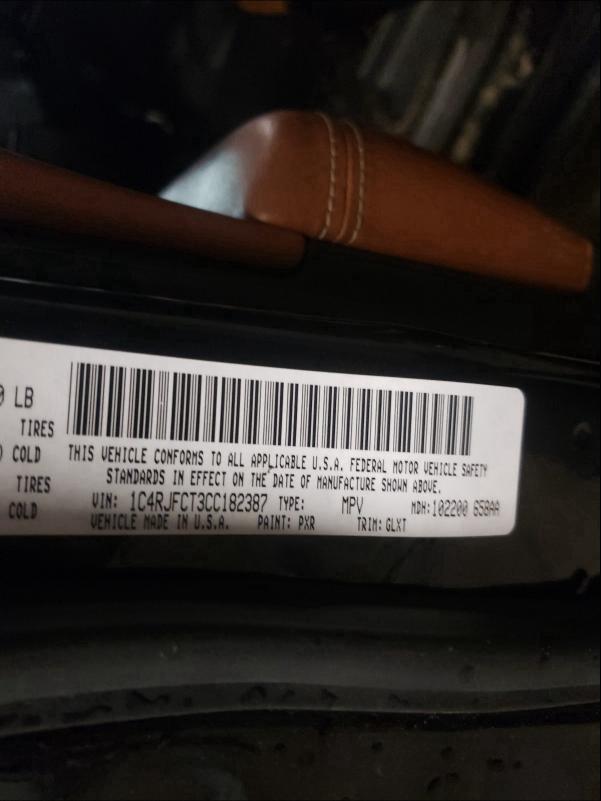 LB
TIRES
COLD
TIRES
COLD
THIS VEHICLE CONFORMS TO ALL APPLICABLE U.S.A. FEDERAL MOTOR VEHICLE SAFETY
STANDARDS IN EFFECT ON THE DATE OF MANUFACTURE SHOWN ABOVE.
VIN: 1C4RJFCT3CC182387 TYPE: MPV MDH: 102200 658AA
VEHICLE MADE IN U.S.A. PAINT: PXR TRIM: GLXT